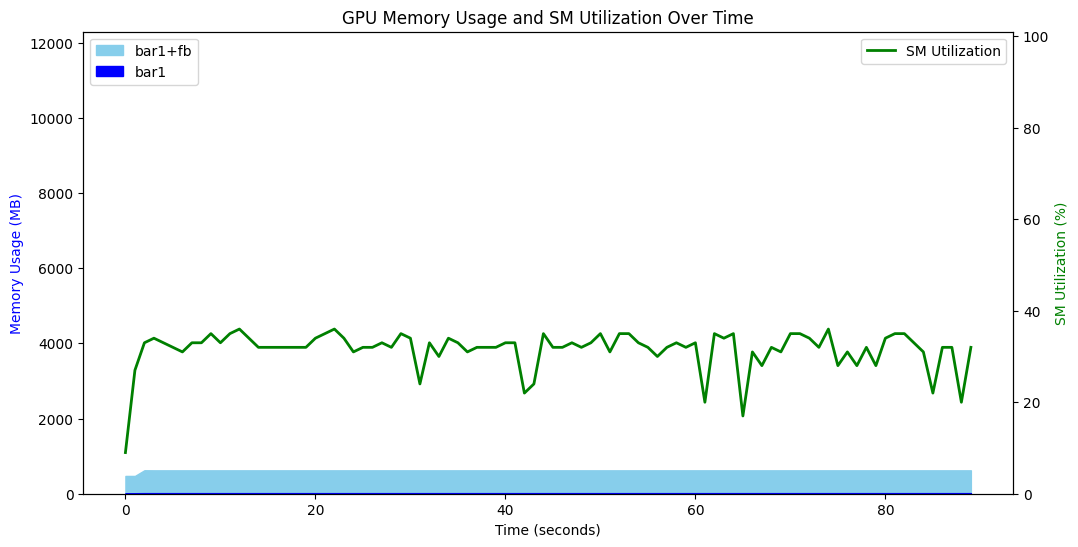 GPU Memory Usage and SM Utilization Over Time
bar1+fb
bar1
SM Utilization
Memory Usage (MB)
12000
10000
8000
6000
4000
2000
0
SM Utilization (%)
100
80
60
40
20
0
0 20 40 60 80
Time (seconds)